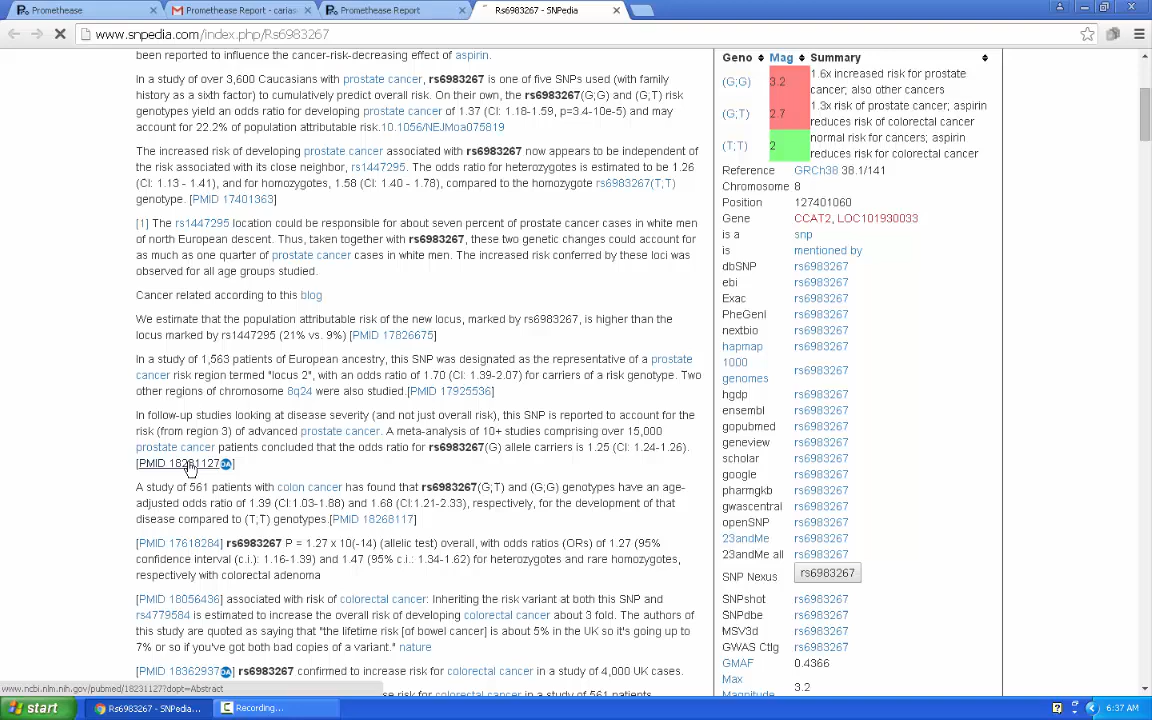 Promethease
Promethease Report - carias
Promethease Report
Rs6983267 - SNPedia
www.snpedia.com/index.php/Rs6983267
been reported to influence the cancer-risk-decreasing effect of aspirin.
In a study of over 3,600 Caucasians with prostate cancer, rs6983267 is one of five SNPs used (with family
history as a sixth factor) to cumulatively predict overall risk. On their own, the rs6983267(G;G) and (G;T) risk
genotypes yield an odds ratio for developing prostate cancer of 1.37 (CI: 1.18-1.59, p=3.4-10e-5) and may
account for 22.2% of population attributable risk.10.1056/NEJMoa075819
The increased risk of developing prostate cancer associated with rs6983267 now appears to be independent of
the risk associated with its close neighbor, rs1447295. The odds ratio for heterozygotes is estimated to be 1.26
(CI: 1.13 - 1.41), and for homozygotes, 1.58 (CI: 1.40 - 1.78), compared to the homozygote rs6983267(T;T)
genotype. [PMID 17401363]
[1] The rs1447295 location could be responsible for about seven percent of prostate cancer cases in white men
of north European descent. Thus, taken together with rs6983267, these two genetic changes could account for
as much as one quarter of prostate cancer cases in white men. The increased risk conferred by these loci was
observed for all age groups studied.
Cancer related according to this blog
We estimate that the population attributable risk of the new locus, marked by rs6983267, is higher than the
locus marked by rs1447295 (21% vs. 9%) [PMID 17826675]
In a study of 1,563 patients of European ancestry, this SNP was designated as the representative of a prostate
cancer risk region termed "locus 2", with an odds ratio of 1.70 (CI: 1.39-2.07) for carriers of a risk genotype. Two
other regions of chromosome 8q24 were also studied.[PMID 17925536]
In follow-up studies looking at disease severity (and not just overall risk), this SNP is reported to account for the
risk (from region 3) of advanced prostate cancer. A meta-analysis of 10+ studies comprising over 15,000
prostate cancer patients concluded that the odds ratio for rs6983267(G) allele carriers is 1.25 (CI: 1.24-1.26).
[PMID 18231127 OA]
A study of 561 patients with colon cancer has found that rs6983267(G;T) and (G;G) genotypes have an age-
adjusted odds ratio of 1.39 (CI:1.03-1.88) and 1.68 (CI:1.21-2.33), respectively, for the development of that
disease compared to (T;T) genotypes.[PMID 18268117]
[PMID 17618284] rs6983267 P = 1.27 x 10(-14) (allelic test) overall, with odds ratios (ORs) of 1.27 (95%
confidence interval (c.i.): 1.16-1.39) and 1.47 (95% c.i.: 1.34-1.62) for heterozygotes and rare homozygotes,
respectively with colorectal adenoma
[PMID 18056436] associated with risk of colorectal cancer: Inheriting the risk variant at both this SNP and
rs4779584 is estimated to increase the overall risk of developing colorectal cancer about 3 fold. The authors of
this study are quoted as saying that "the lifetime risk [of bowel cancer] is about 5% in the UK so it's going up to
7% or so if you've got both bad copies of a variant." nature
[PMID 18362937 OA] rs6983267 confirmed to increase risk for colorectal cancer in a study of 4,000 UK cases.
Geno Mag Summary
(G;G) 3.2 1.6x increased risk for prostate
cancer; also other cancers
(G;T) 2.7 1.3x risk of prostate cancer; aspirin
reduces risk of colorectal cancer
(T;T) 2 normal risk for cancers; aspirin
reduces risk for colorectal cancer
Reference GRCh38 38.1/141
Chromosome 8
Position 127401060
Gene CCAT2, LOC101930033
is a snp
is mentioned by
dbSNP rs6983267
ebi rs6983267
Exac rs6983267
PheGenI rs6983267
nextbio rs6983267
hapmap rs6983267
1000
genomes rs6983267
hgdp rs6983267
ensembl rs6983267
gopubmed rs6983267
geneview rs6983267
scholar rs6983267
google rs6983267
pharmgkb rs6983267
gwascentral rs6983267
openSNP rs6983267
23andMe rs6983267
23andMe all rs6983267
SNP Nexus rs6983267
SNPshot rs6983267
SNPdbe rs6983267
MSV3d rs6983267
GWAS Ctlg rs6983267
GMAF 0.4366
Max
Magnitude 3.2
www.ncbi.nlm.nih.gov/pubmed/18231127?dopt=Abstract
start
Rs6983267 - SNPedia...
Recording...
6:37 AM